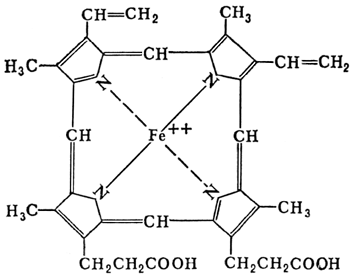 CH=CH₂ CH₃
CH
H₃C CH=CH₂
N N
CH Fe⁺⁺ CH
N N
H₃C CH₃
CH
CH₂CH₂COOH CH₂CH₂COOH